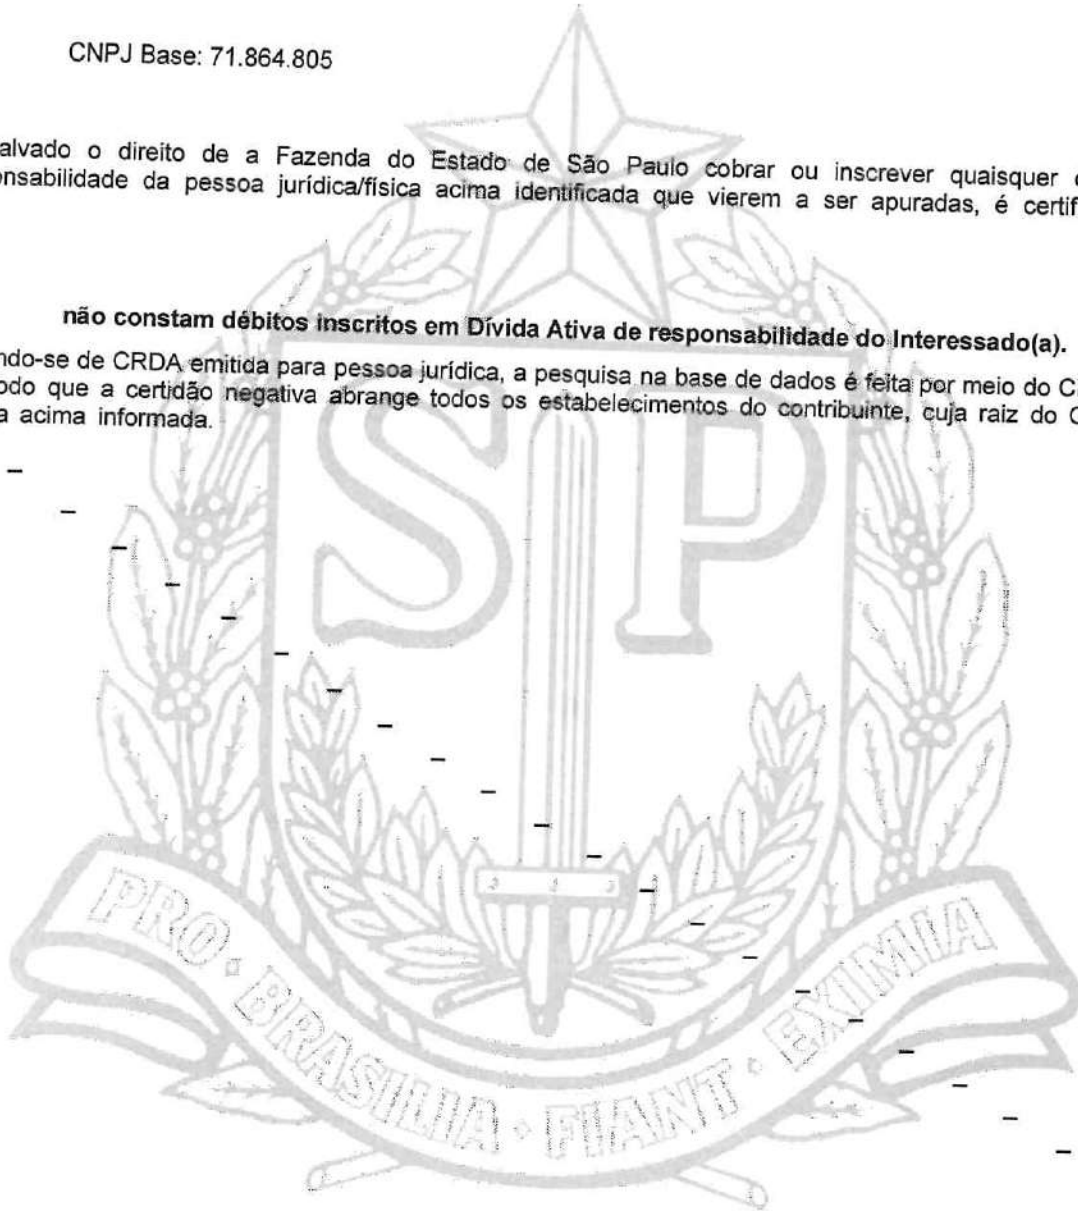 CNPJ Base: 71.864.805
alvado o direito de a Fazenda do Estado de São Paulo cobrar ou inscrever quaisquer
onsabilidade da pessoa jurídica/física acima identificada que vierem a ser apuradas, é certif
não constam débitos inscritos em Dívida Ativa de responsabilidade do Interessado(a).
ndo-se de CRDA emitida para pessoa jurídica, a pesquisa na base de dados é feita por meio do C
odo que a certidão negativa abrange todos os estabelecimentos do contribuinte, cuja raiz do C
a acima informada.
SP
PRO · BRASILIA · FIANT · EXIMIA